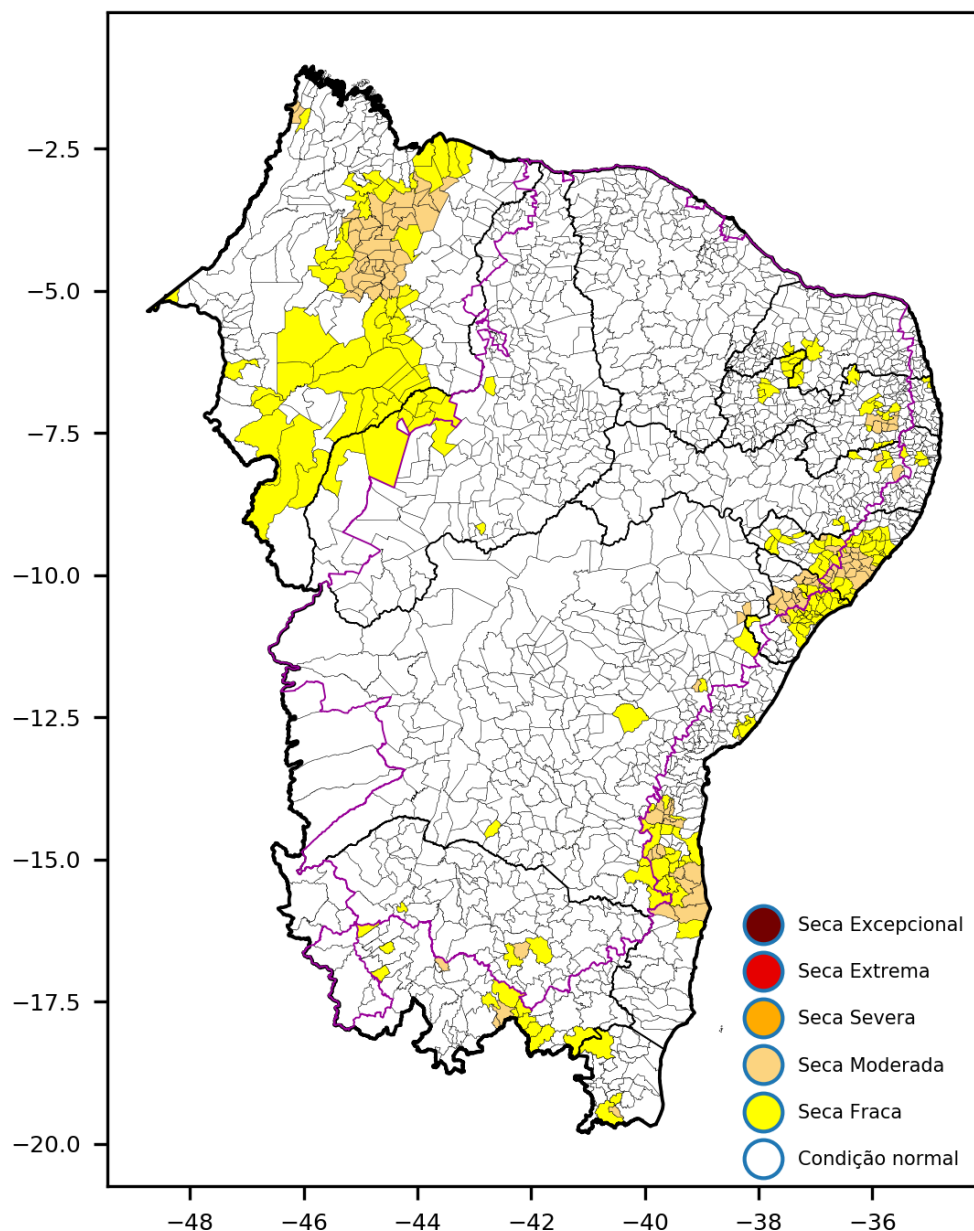 −2.5
−5.0
−7.5
−10.0
−12.5
−15.0
−17.5
−20.0
Seca Excepcional
Seca Extrema
Seca Severa
Seca Moderada
Seca Fraca
Condição normal
−48 −46 −44 −42 −40 −38 −36